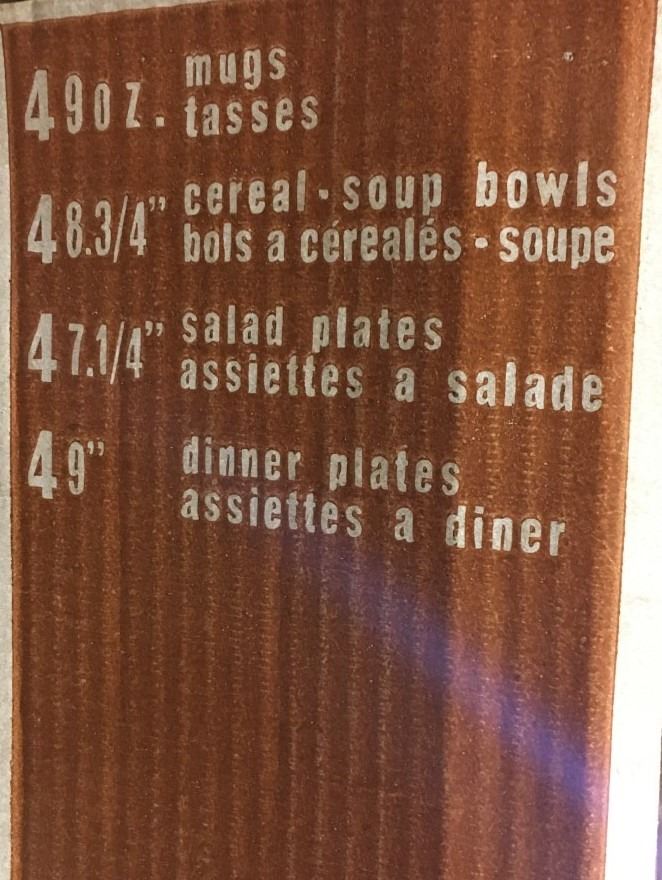 4 9 oz. mugs
tasses
4 8.3/4" cereal - soup bowls
bols a céréalés - soupe
4 7.1/4" salad plates
assiettes a salade
4 9" dinner plates
assiettes a diner